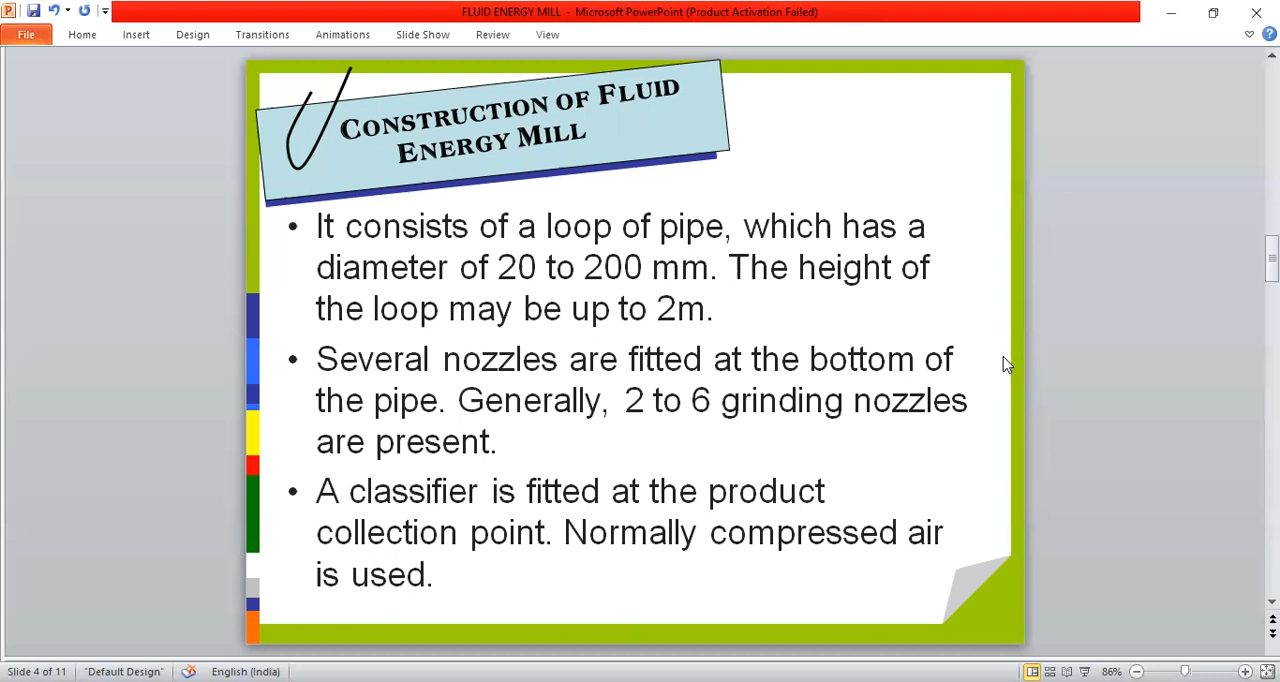 FLUID ENERGY MILL - Microsoft PowerPoint (Product Activation Failed)
File Home Insert Design Transitions Animations Slide Show Review View
CONSTRUCTION OF FLUID
ENERGY MILL
• It consists of a loop of pipe, which has a
diameter of 20 to 200 mm. The height of
the loop may be up to 2m.
• Several nozzles are fitted at the bottom of
the pipe. Generally, 2 to 6 grinding nozzles
are present.
• A classifier is fitted at the product
collection point. Normally compressed air
is used.
Slide 4 of 11 "Default Design" English (India) 86%